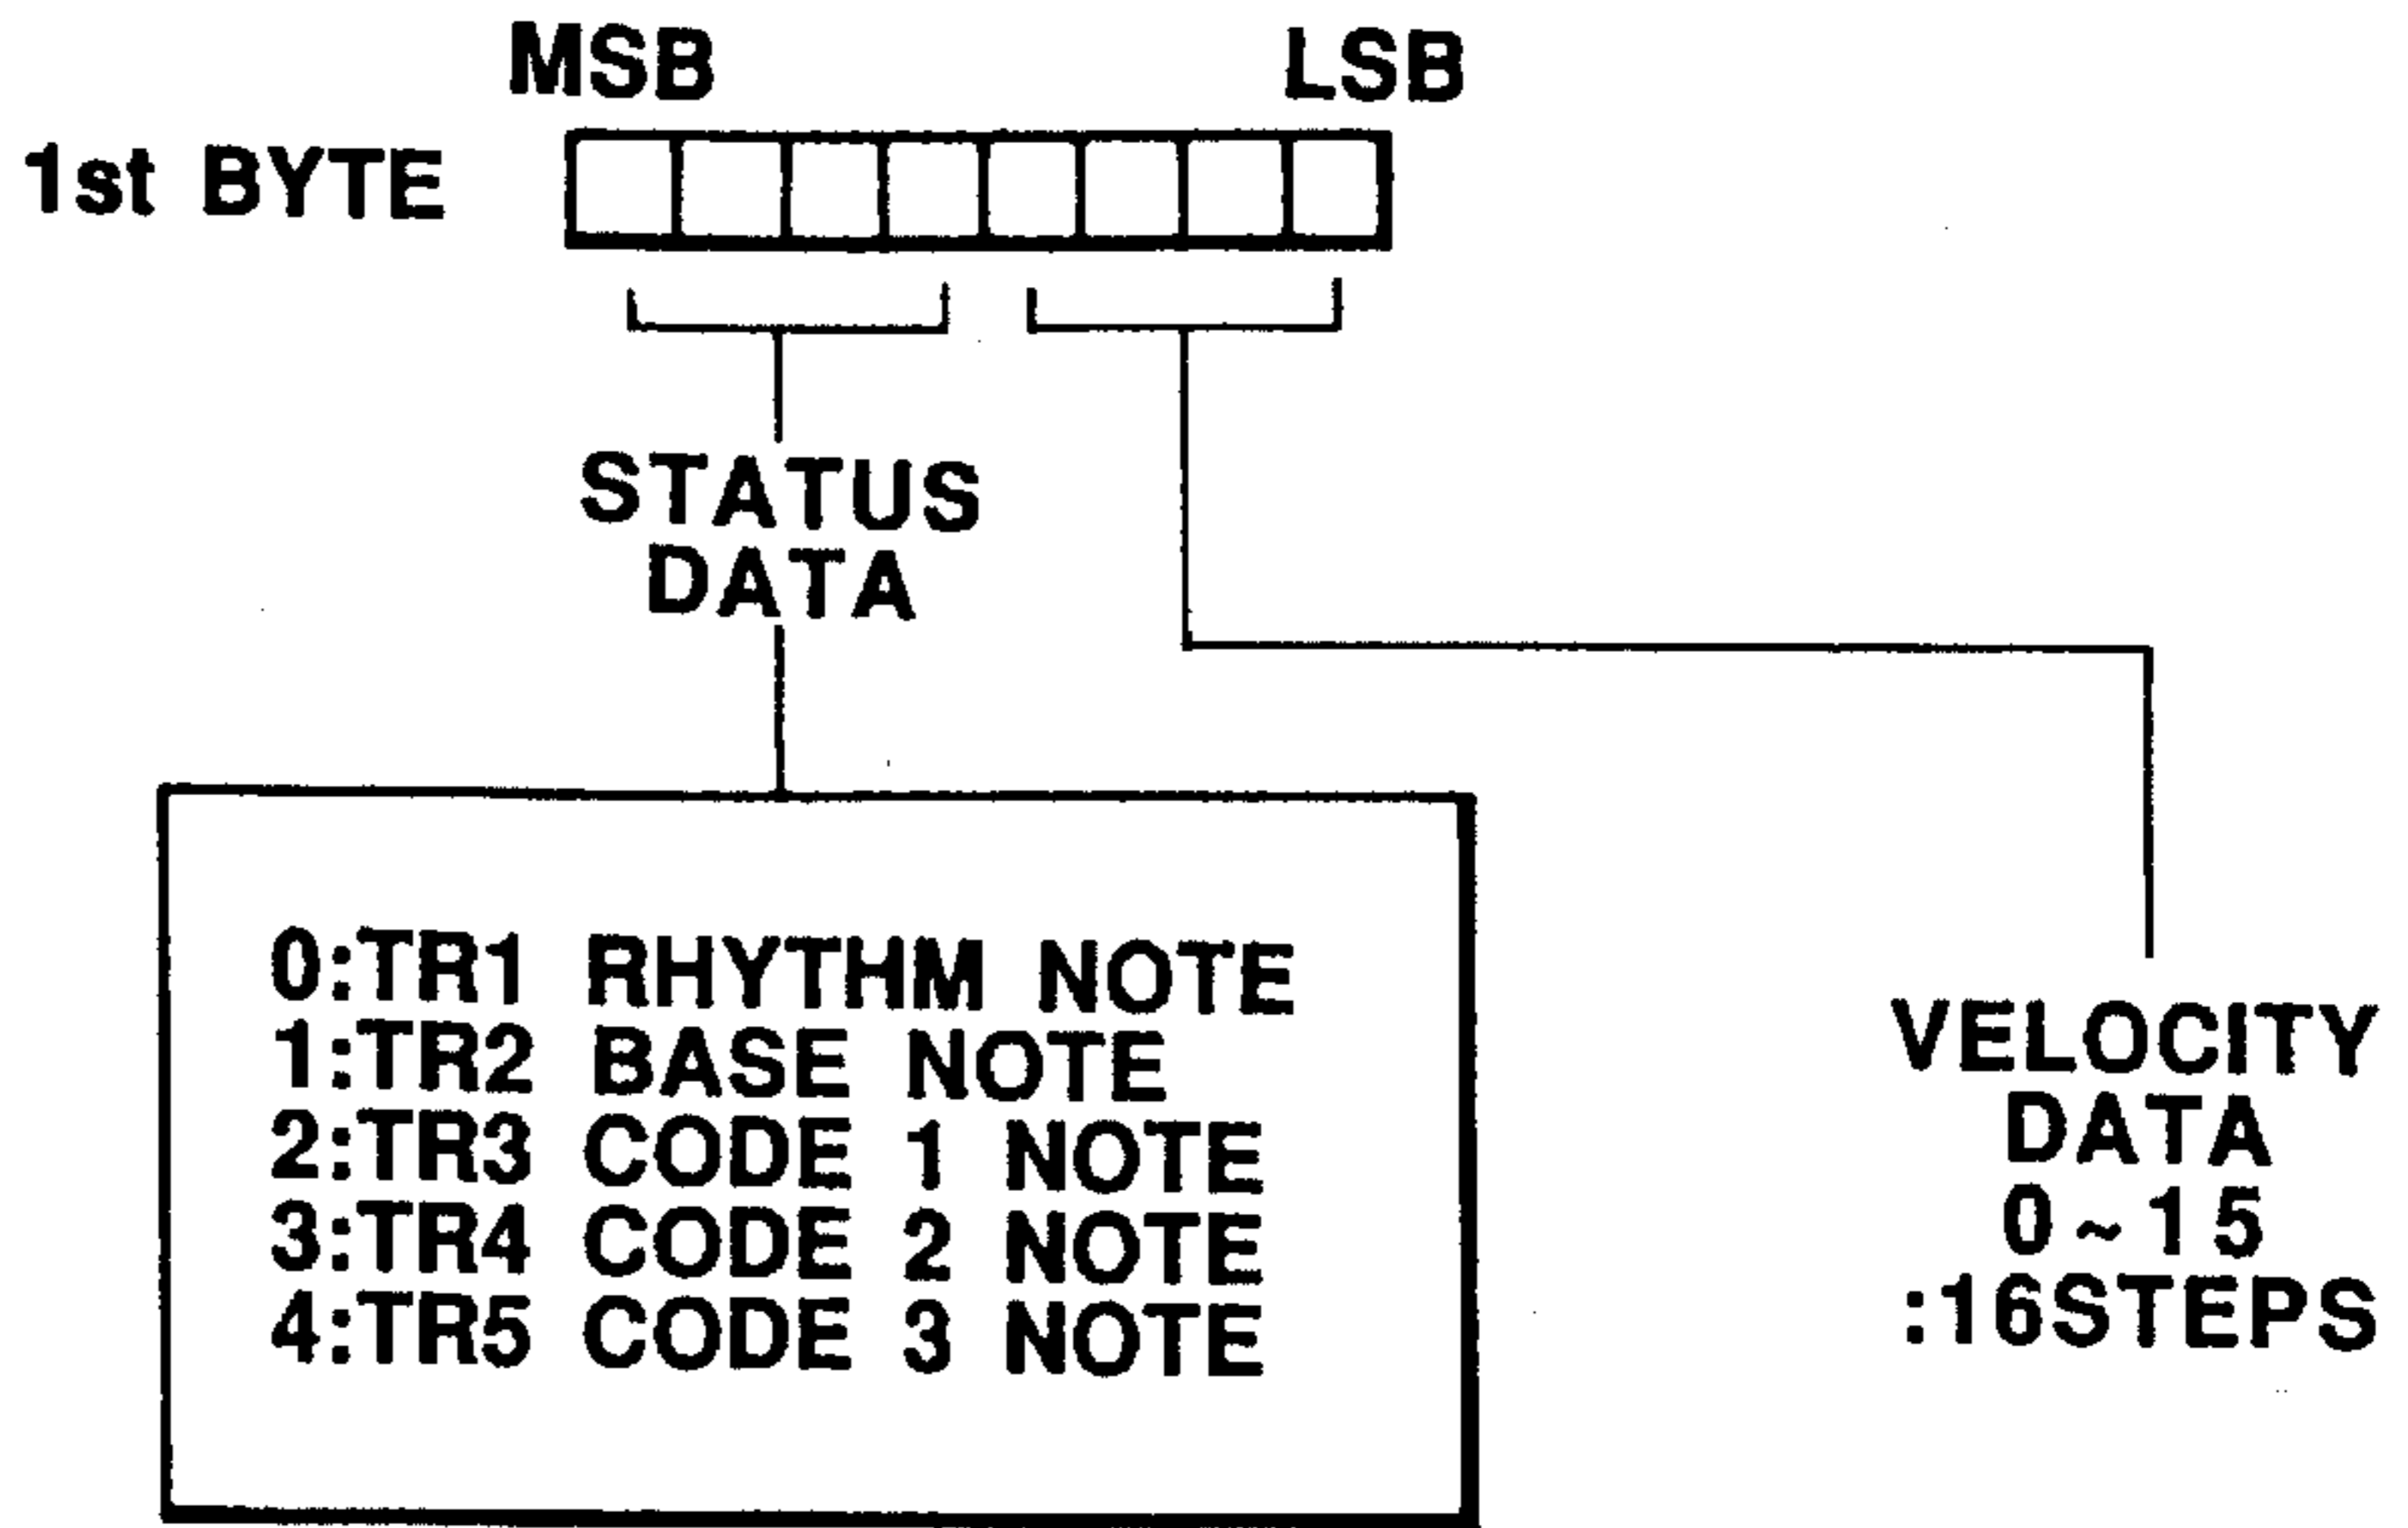 MSB LSB
1st BYTE
STATUS
DATA
0:TR1 RHYTHM NOTE
1:TR2 BASE NOTE
2:TR3 CODE 1 NOTE
3:TR4 CODE 2 NOTE
4:TR5 CODE 3 NOTE
VELOCITY
DATA
0~15
:16STEPS